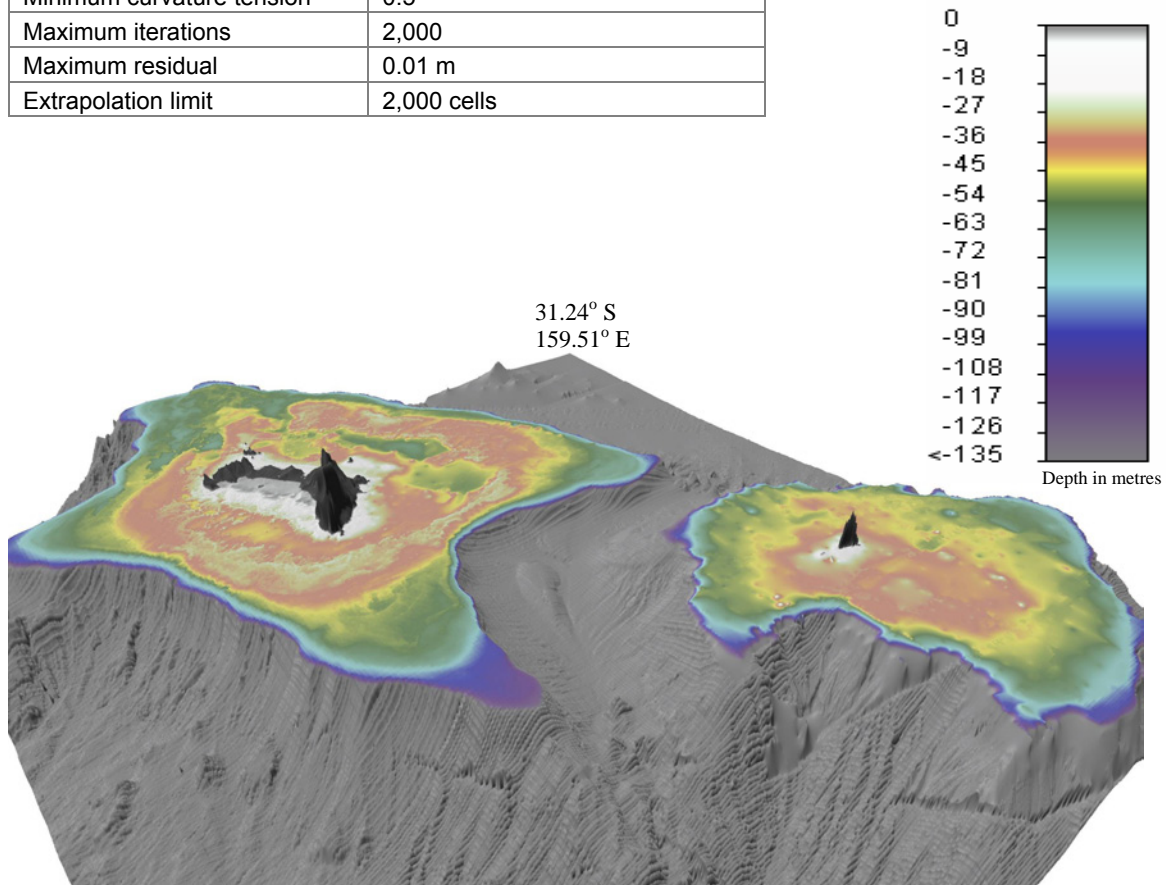 Maximum iterations 2,000
Maximum residual 0.01 m
Extrapolation limit 2,000 cells
0
-9
-18
-27
-36
-45
-54
-63
-72
-81
-90
-99
-108
-117
-126
<-135
Depth in metres
31.24° S
159.51° E